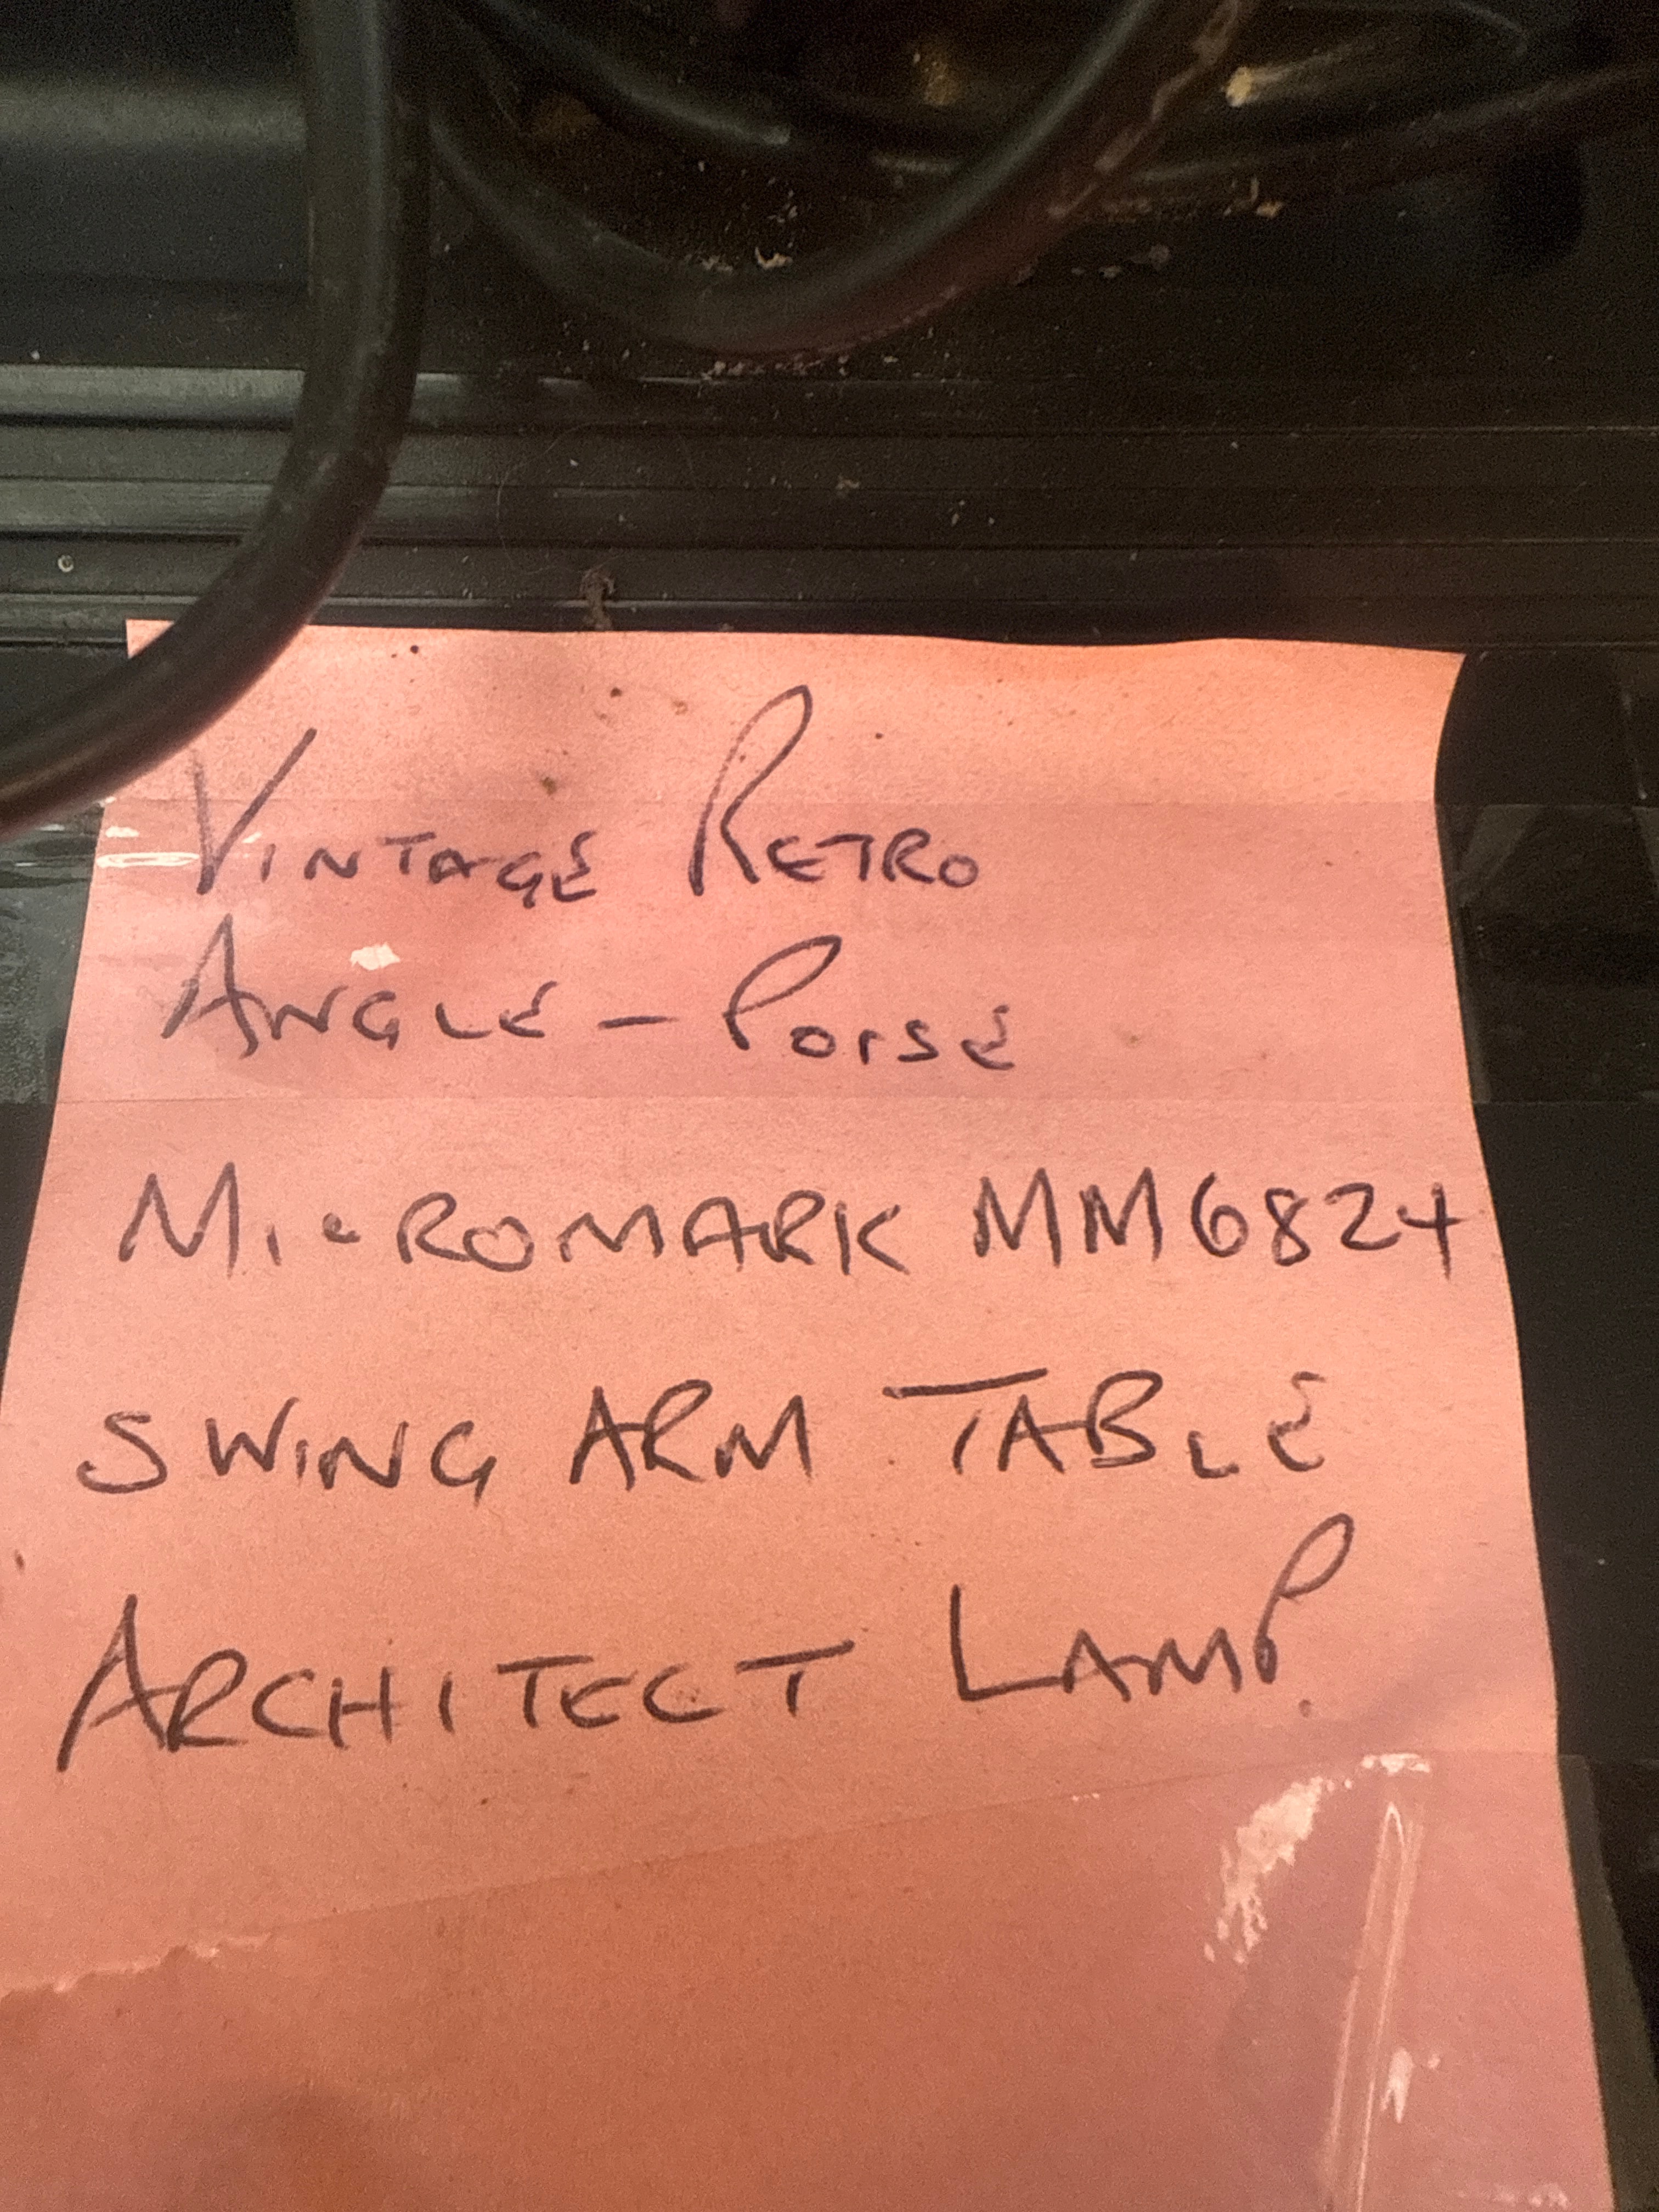 VINTAGE RETRO
ANGLE-POISE
MICROMARK MM6824
SWING ARM TABLE
ARCHITECT LAMP.